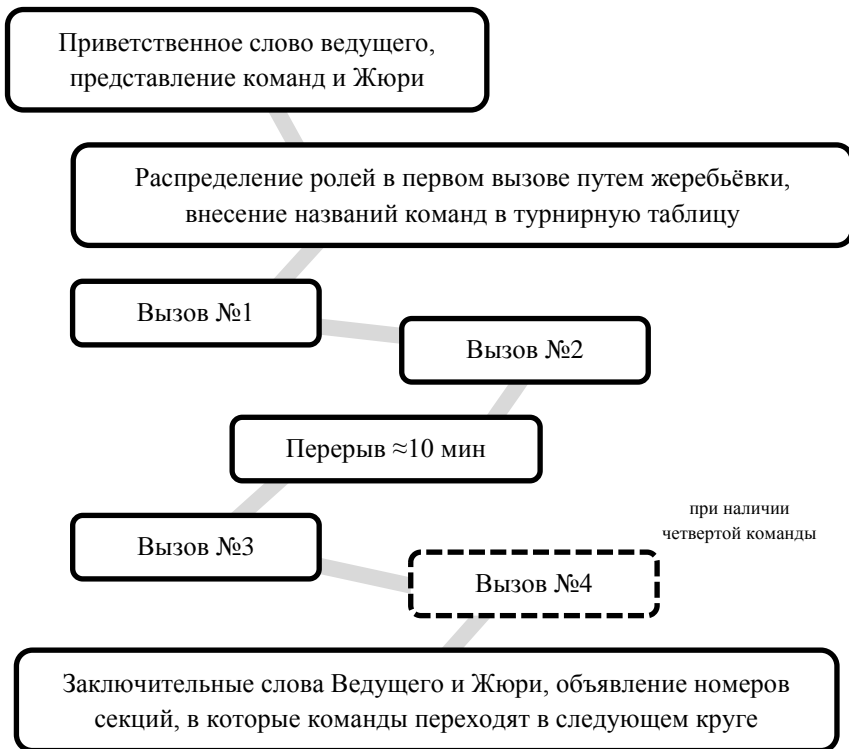 Приветственное слово ведущего,
представление команд и Жюри
Распределение ролей в первом вызове путем жеребьёвки,
внесение названий команд в турнирную таблицу
Вызов №1
Вызов №2
Перерыв ≈10 мин
Вызов №3
при наличии
четвертой команды
Вызов №4
Заключительные слова Ведущего и Жюри, объявление номеров
секций, в которые команды переходят в следующем круге